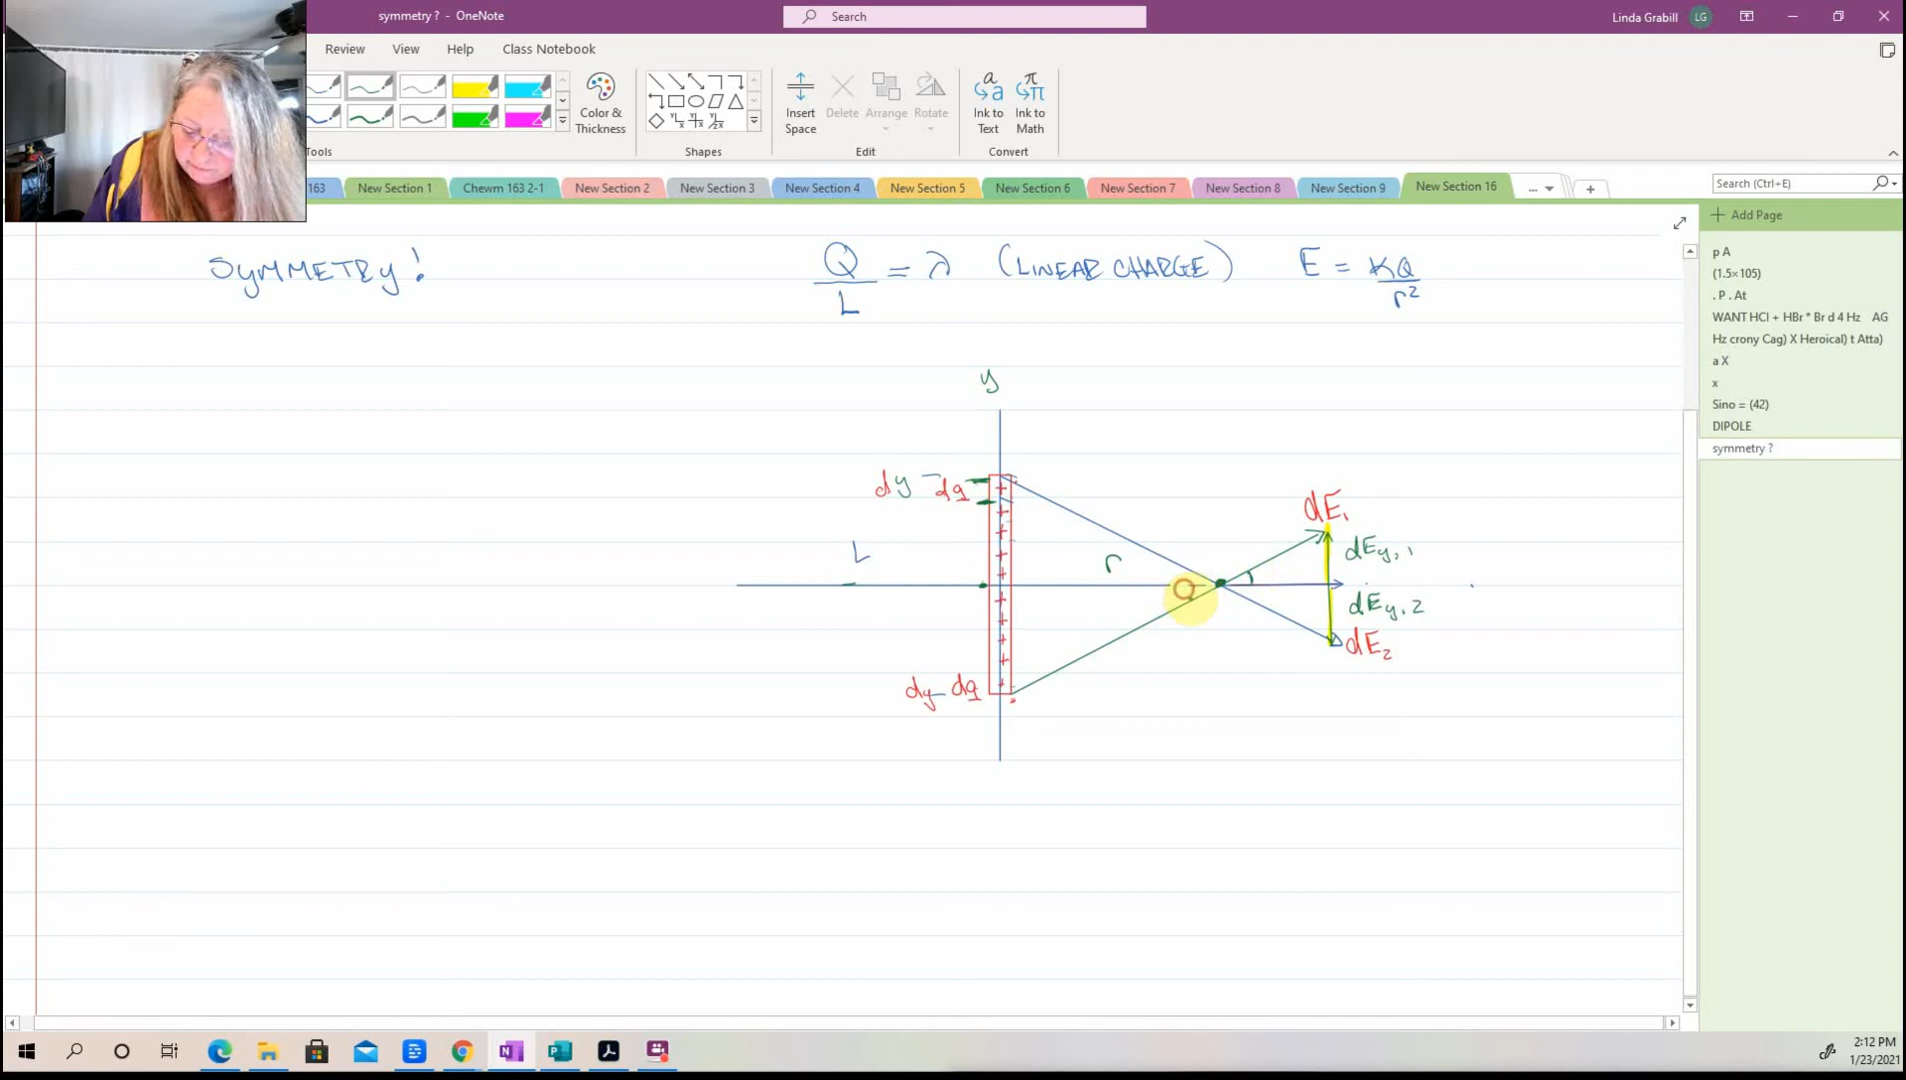 symmetry ? - OneNote
Search
Linda Grabill
LG
Review
View
Help
Class Notebook
Color & Thickness
Insert Space
Delete
Arrange
Rotate
Ink to Text
Ink to Math
Tools
Shapes
Edit
Convert
163
New Section 1
Chewm 163 2-1
New Section 2
New Section 3
New Section 4
New Section 5
New Section 6
New Section 7
New Section 8
New Section 9
New Section 16
...
Search (Ctrl+E)
Add Page
p A
(1.5×105)
. P . At
WANT HCl + HBr * Br d 4 Hz AG
Hz crony Cag) X Heroical) t Atta)
a X
x
Sino = (42)
DIPOLE
symmetry ?
SYMMETRY!
Q/L = λ (LINEAR CHARGE) E = KQ/r²
y
dy dq
dE₁
dEy,1
L
r
Q
dEy,2
dE₂
dy dq
2:12 PM
1/23/2021